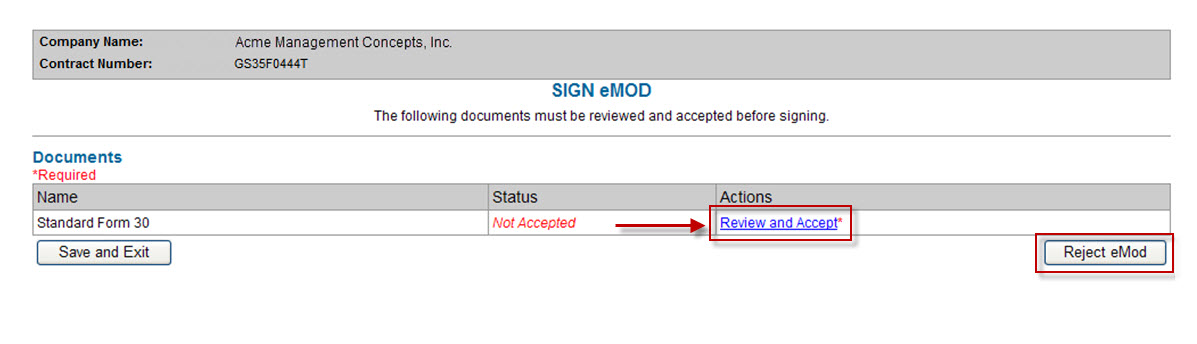 Company Name: Acme Management Concepts, Inc.
Contract Number: GS35F0444T
SIGN eMOD
The following documents must be reviewed and accepted before signing.
Documents
*Required
Name Status Actions
Standard Form 30 Not Accepted Review and Accept*
Save and Exit Reject eMod